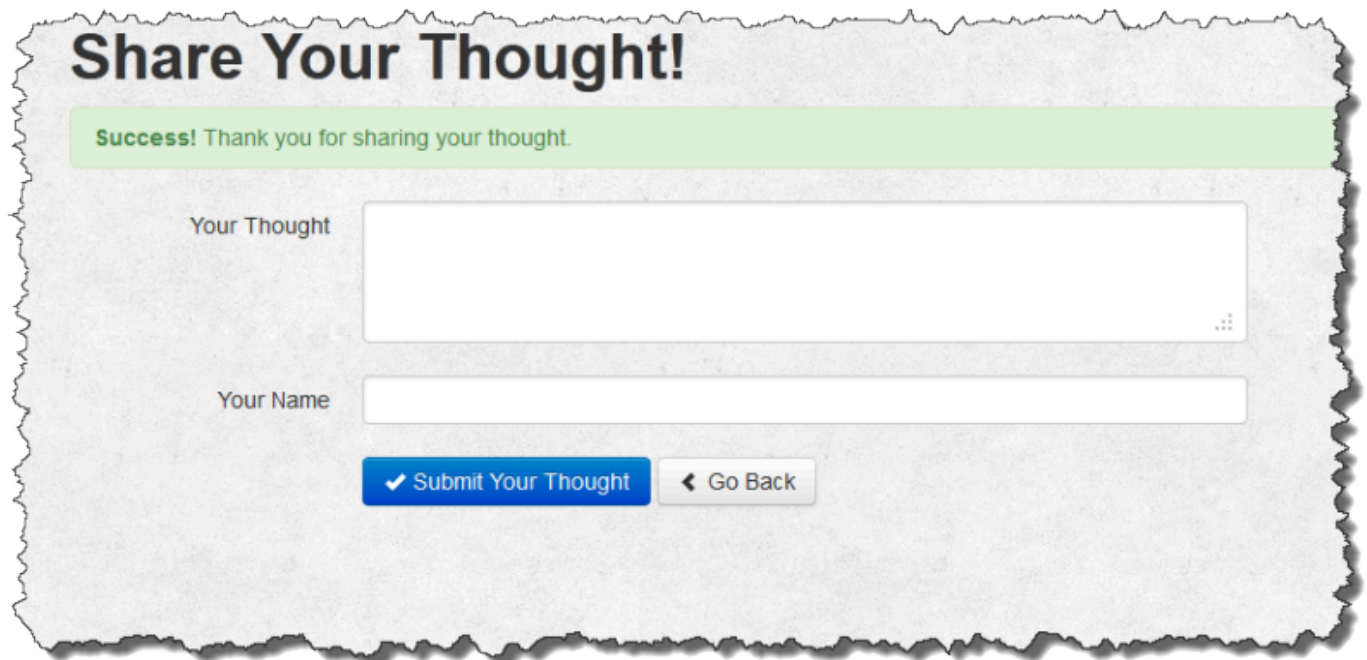 Share Your Thought!
Success! Thank you for sharing your thought.
Your Thought
Your Name
Submit Your Thought
Go Back